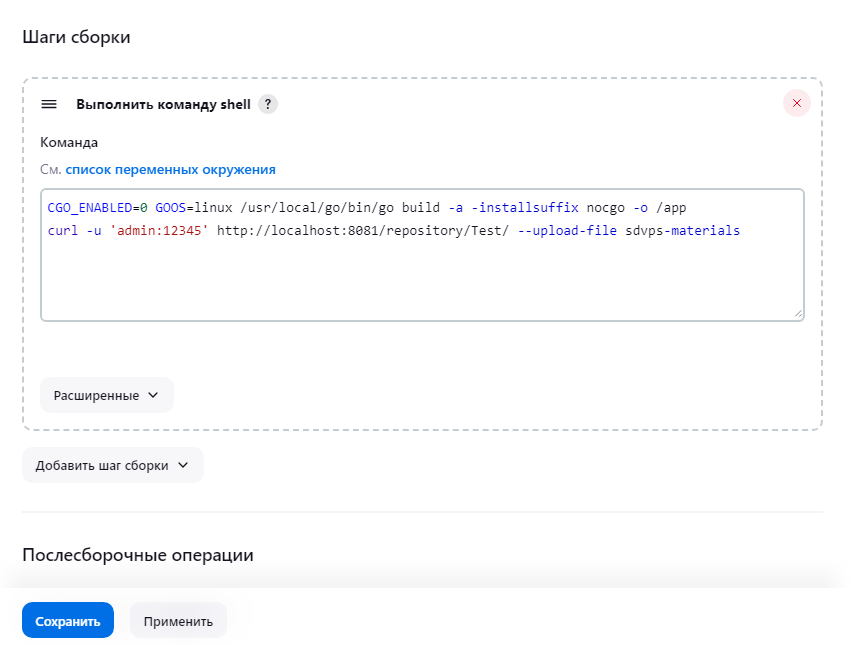 Шаги сборки
Выполнить команду shell ?
Команда
См. список переменных окружения
CGO_ENABLED=0 GOOS=linux /usr/local/go/bin/go build -a -installsuffix nocgo -o /app
curl -u 'admin:12345' http://localhost:8081/repository/Test/ --upload-file sdvps-materials
Расширенные
Добавить шаг сборки
Послесборочные операции
Сохранить
Применить